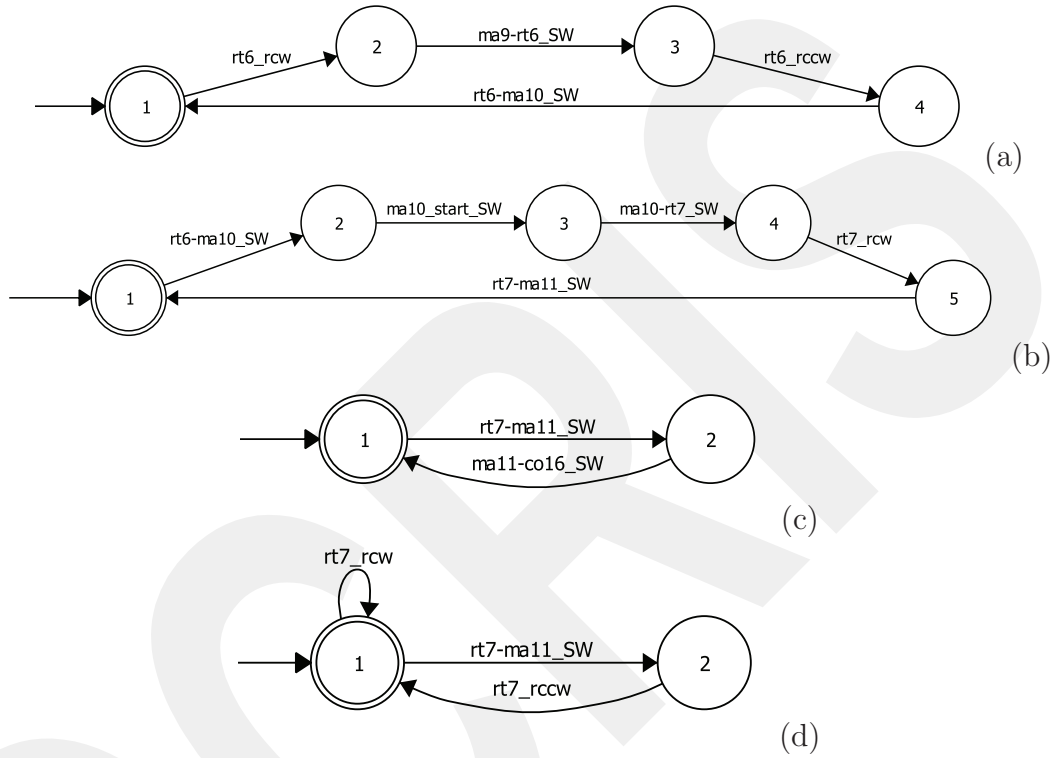 rt6_rcw
2
ma9-rt6_SW
3
rt6_rccw
1
rt6-ma10_SW
4
(a)
rt6-ma10_SW
2
ma10_start_SW
3
ma10-rt7_SW
4
rt7_rcw
1
rt7-ma11_SW
5
(b)
1
rt7-ma11_SW
2
ma11-co16_SW
(c)
rt7_rcw
1
rt7-ma11_SW
2
rt7_rccw
(d)